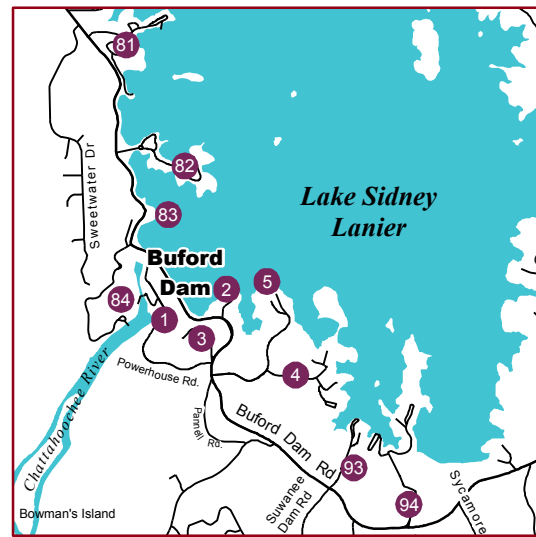 81
Sweetwater Dr
82
Lake Sidney
Lanier
83
Buford
Dam
84
2
5
1
3
Powerhouse Rd.
4
Pannell
Rd.
Buford Dam Rd
Chattahoochee River
93
Suwanee
Dam Rd
94
Sycamore
Bowman's Island